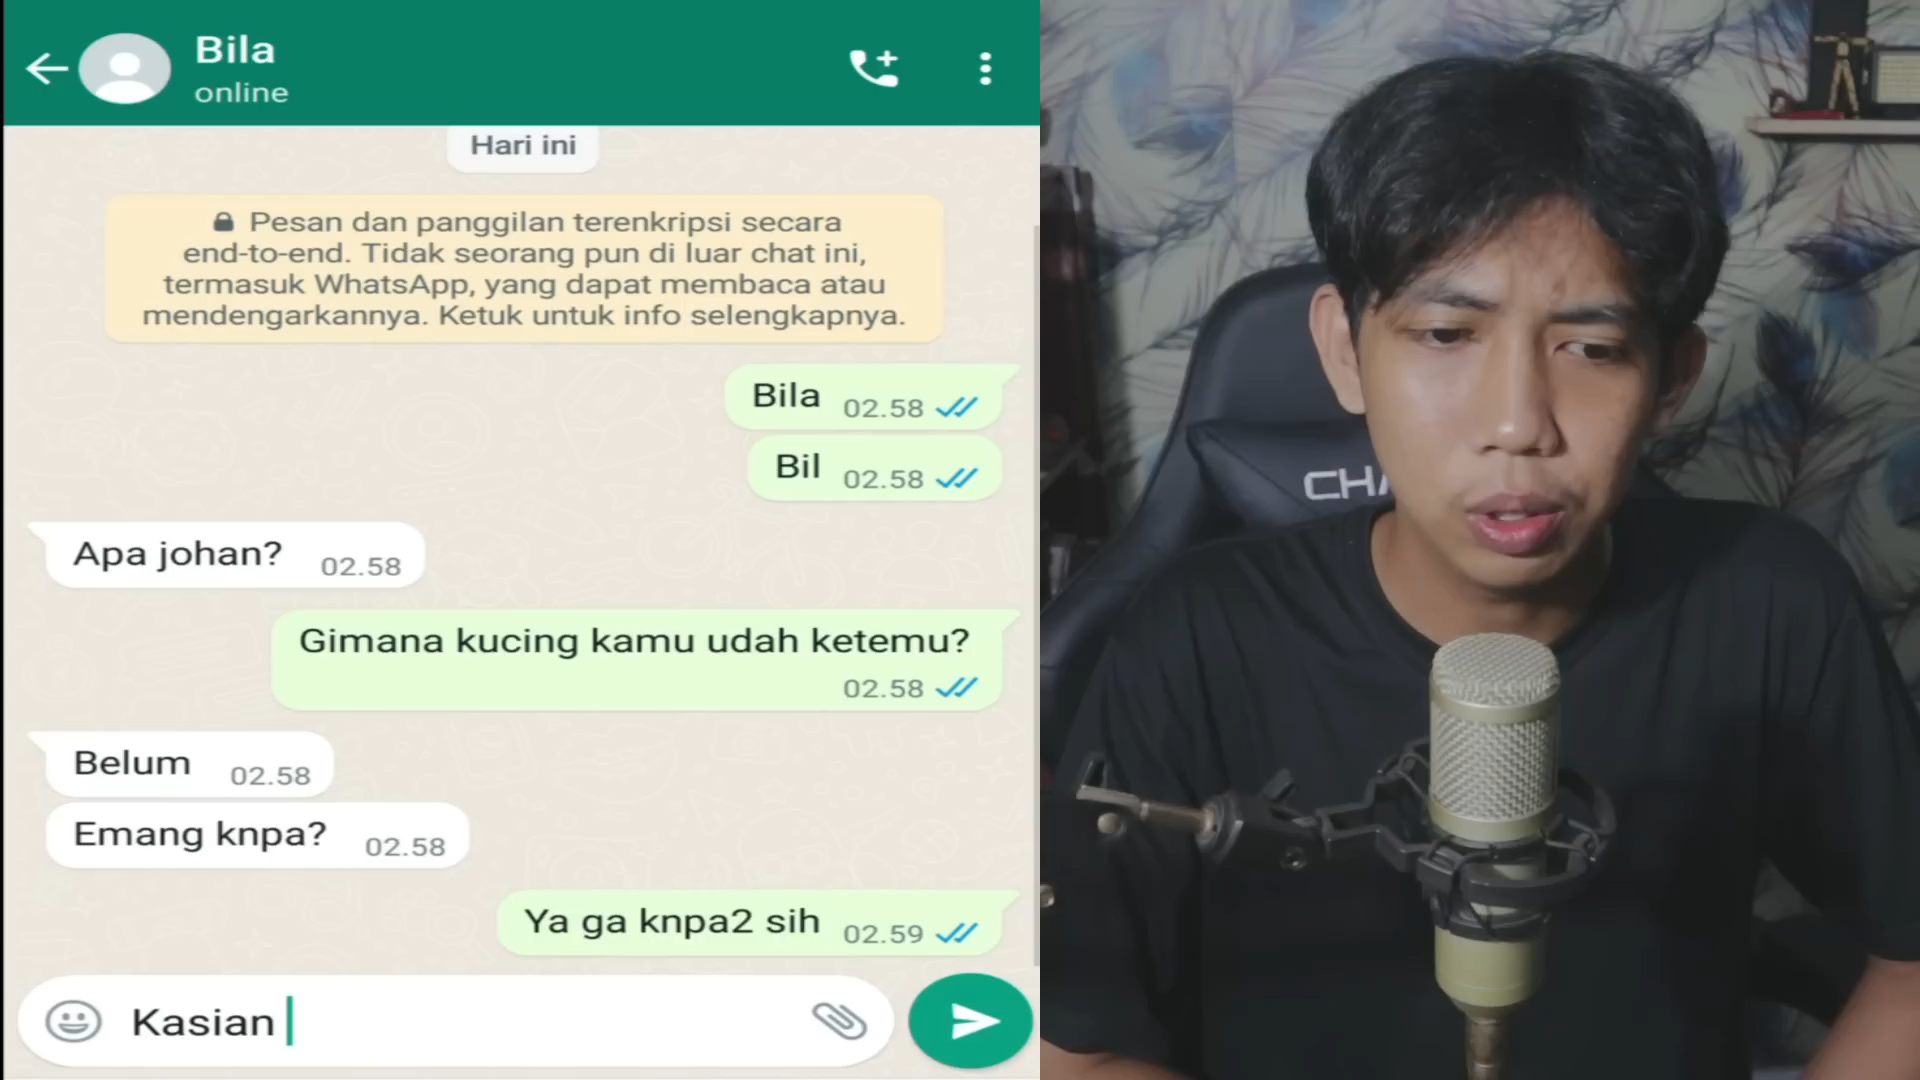 Bila
online
Hari ini
Pesan dan panggilan terenkripsi secara
end-to-end. Tidak seorang pun di luar chat ini,
termasuk WhatsApp, yang dapat membaca atau
mendengarkannya. Ketuk untuk info selengkapnya.
Bila 02.58
Bil 02.58
Apa johan? 02.58
Gimana kucing kamu udah ketemu?
02.58
Belum 02.58
Emang knpa? 02.58
Ya ga knpa2 sih 02.59
Kasian